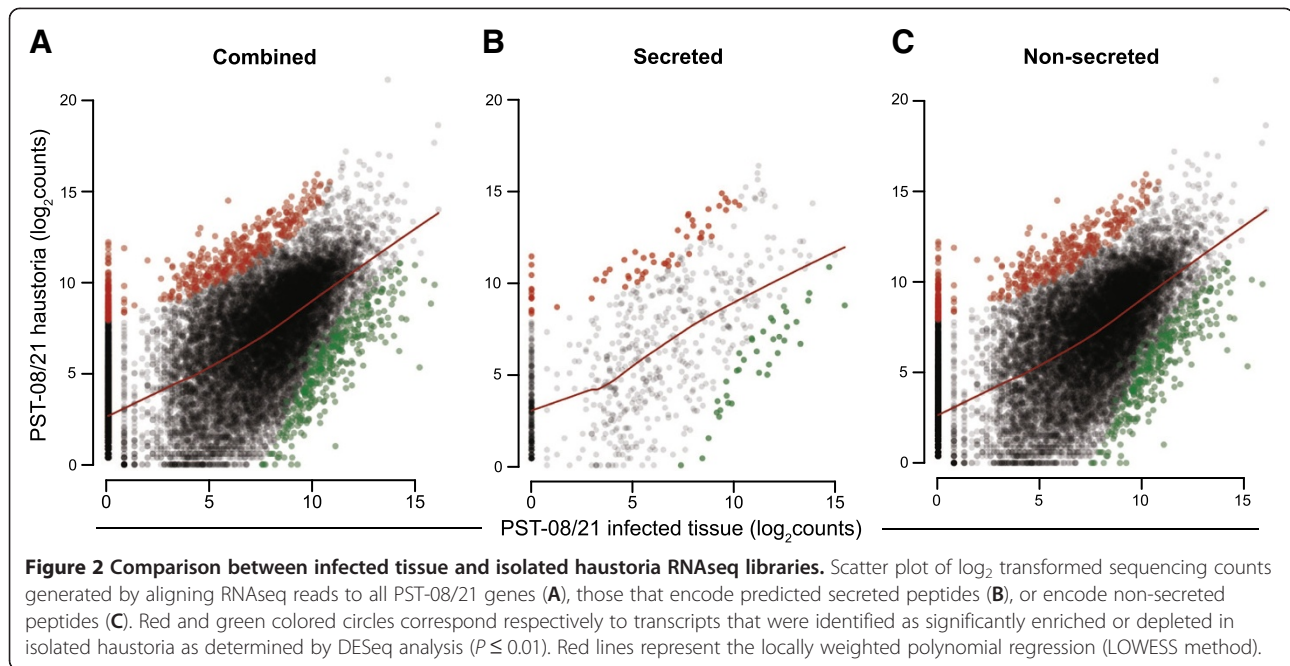 A
Combined
B
Secreted
C
Non-secreted
PST-08/21 haustoria (log2counts)
20
15
10
5
0
0
5
10
15
20
15
10
5
0
0
5
10
15
20
15
10
5
0
0
5
10
15
PST-08/21 infected tissue (log2counts)
Figure 2 Comparison between infected tissue and isolated haustoria RNAseq libraries. Scatter plot of log2 transformed sequencing counts
generated by aligning RNAseq reads to all PST-08/21 genes (A), those that encode predicted secreted peptides (B), or encode non-secreted
peptides (C). Red and green colored circles correspond respectively to transcripts that were identified as significantly enriched or depleted in
isolated haustoria as determined by DESeq analysis (P ≤ 0.01). Red lines represent the locally weighted polynomial regression (LOWESS method).